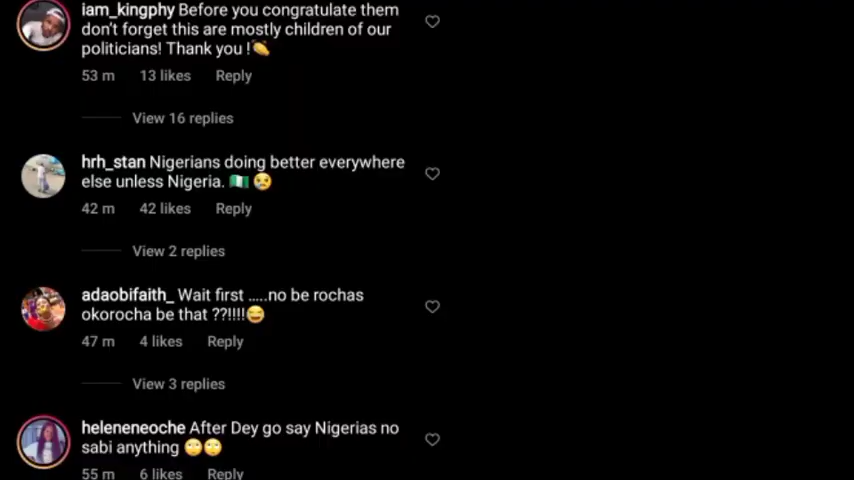 iam_kingphy Before you congratulate them
don't forget this are mostly children of our
politicians! Thank you !👏
53 m 13 likes Reply
View 16 replies
hrh_stan Nigerians doing better everywhere
else unless Nigeria. 🇳🇬 😢
42 m 42 likes Reply
View 2 replies
adaobifaith_ Wait first .....no be rochas
okorocha be that ??!!!!😂
47 m 4 likes Reply
View 3 replies
heleneneoche After Dey go say Nigerias no
sabi anything 🙄🙄
55 m 6 likes Reply